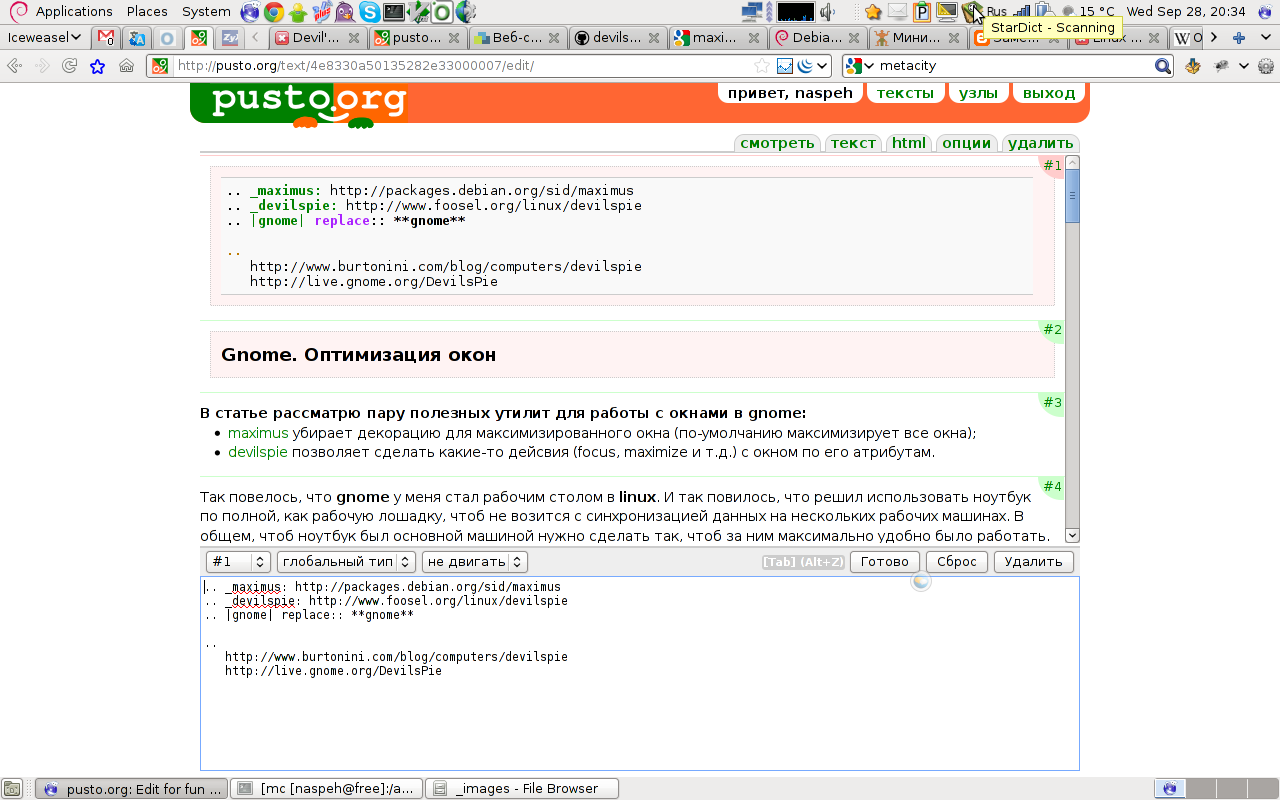 Applications Places System Rus 15 °C Wed Sep 28, 20:34
StarDict - Scanning
Iceweasel Devil'... pusto... Веб-с... devils... maxi... Debia... Мини... W O
http://pusto.org/text/4e8330a50135282e33000007/edit/ metacity
pusto.org
привет, naspeh тексты узлы выход
смотреть текст html опции удалить
#1
.. _maximus: http://packages.debian.org/sid/maximus
.. _devilspie: http://www.foosel.org/linux/devilspie
.. |gnome| replace:: **gnome**
..
http://www.burtonini.com/blog/computers/devilspie
http://live.gnome.org/DevilsPie
#2
Gnome. Оптимизация окон
#3
В статье рассматрю пару полезных утилит для работы с окнами в gnome:
• maximus убирает декорацию для максимизированного окна (по-умолчанию максимизирует все окна);
• devilspie позволяет сделать какие-то дейсвия (focus, maximize и т.д.) с окном по его атрибутам.
#4
Так повелось, что gnome у меня стал рабочим столом в linux. И так повилось, что решил использовать ноутбук
по полной, как рабочую лошадку, чтоб не возится с синхронизацией данных на нескольких рабочих машинах. В
общем, чтоб ноутбук был основной машиной нужно сделать так, чтоб за ним максимально удобно было работать.
#1 глобальный тип не двигать [Tab] (Alt+Z) Готово Сброс Удалить
.. _maximus: http://packages.debian.org/sid/maximus
.. _devilspie: http://www.foosel.org/linux/devilspie
.. |gnome| replace:: **gnome**
..
http://www.burtonini.com/blog/computers/devilspie
http://live.gnome.org/DevilsPie
pusto.org: Edit for fun ... [mc [naspeh@free]:/a... _images - File Browser